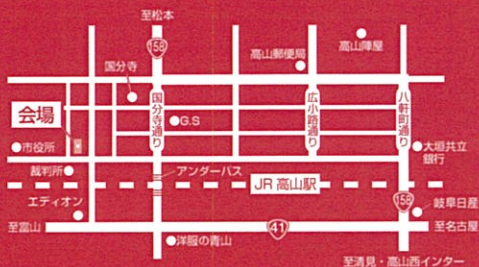 至松本
158
国分寺
高山郵便局
高山陣屋
会場
国分寺通り
G.S
広小路通り
八軒町通り
市役所
裁判所
大垣共立
銀行
アンダーパス
JR 高山駅
エディオン
158
岐阜日産
至富山
41
至名古屋
洋服の青山
至清見・高山西インター